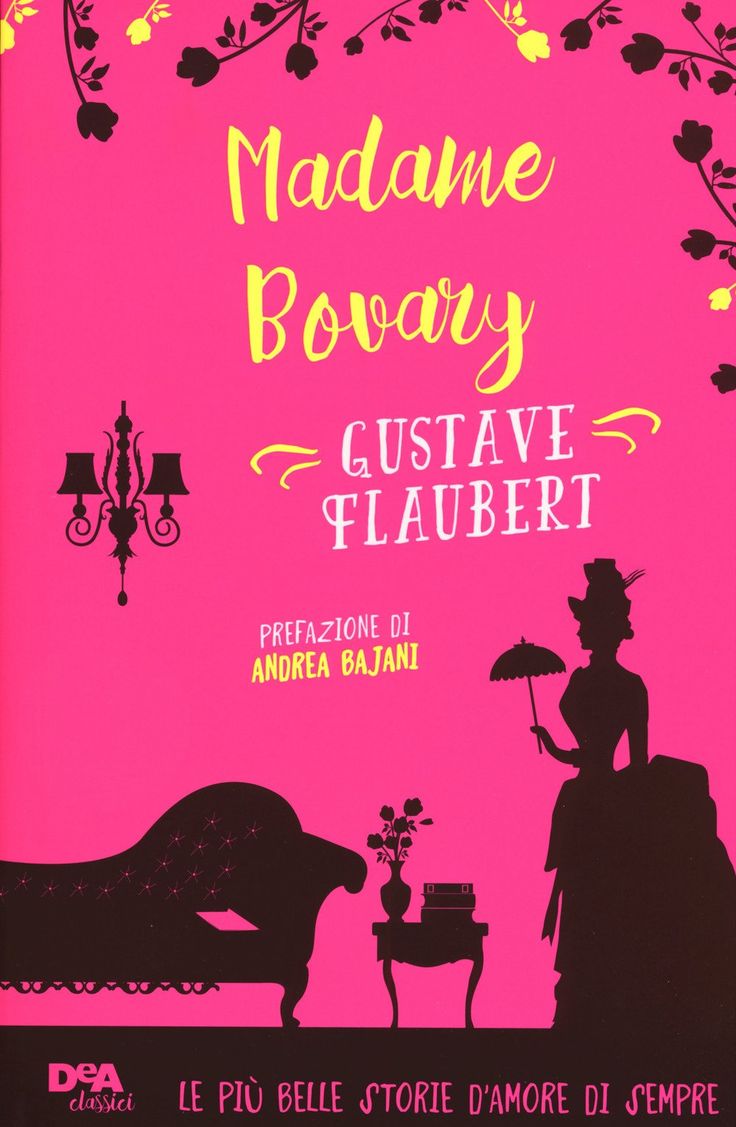 Madame
Bovary
GUSTAVE
FLAUBERT
PREFAZIONE DI
ANDREA BAJANI
DeA
classici
LE PIÙ BELLE STORIE D'AMORE DI SEMPRE